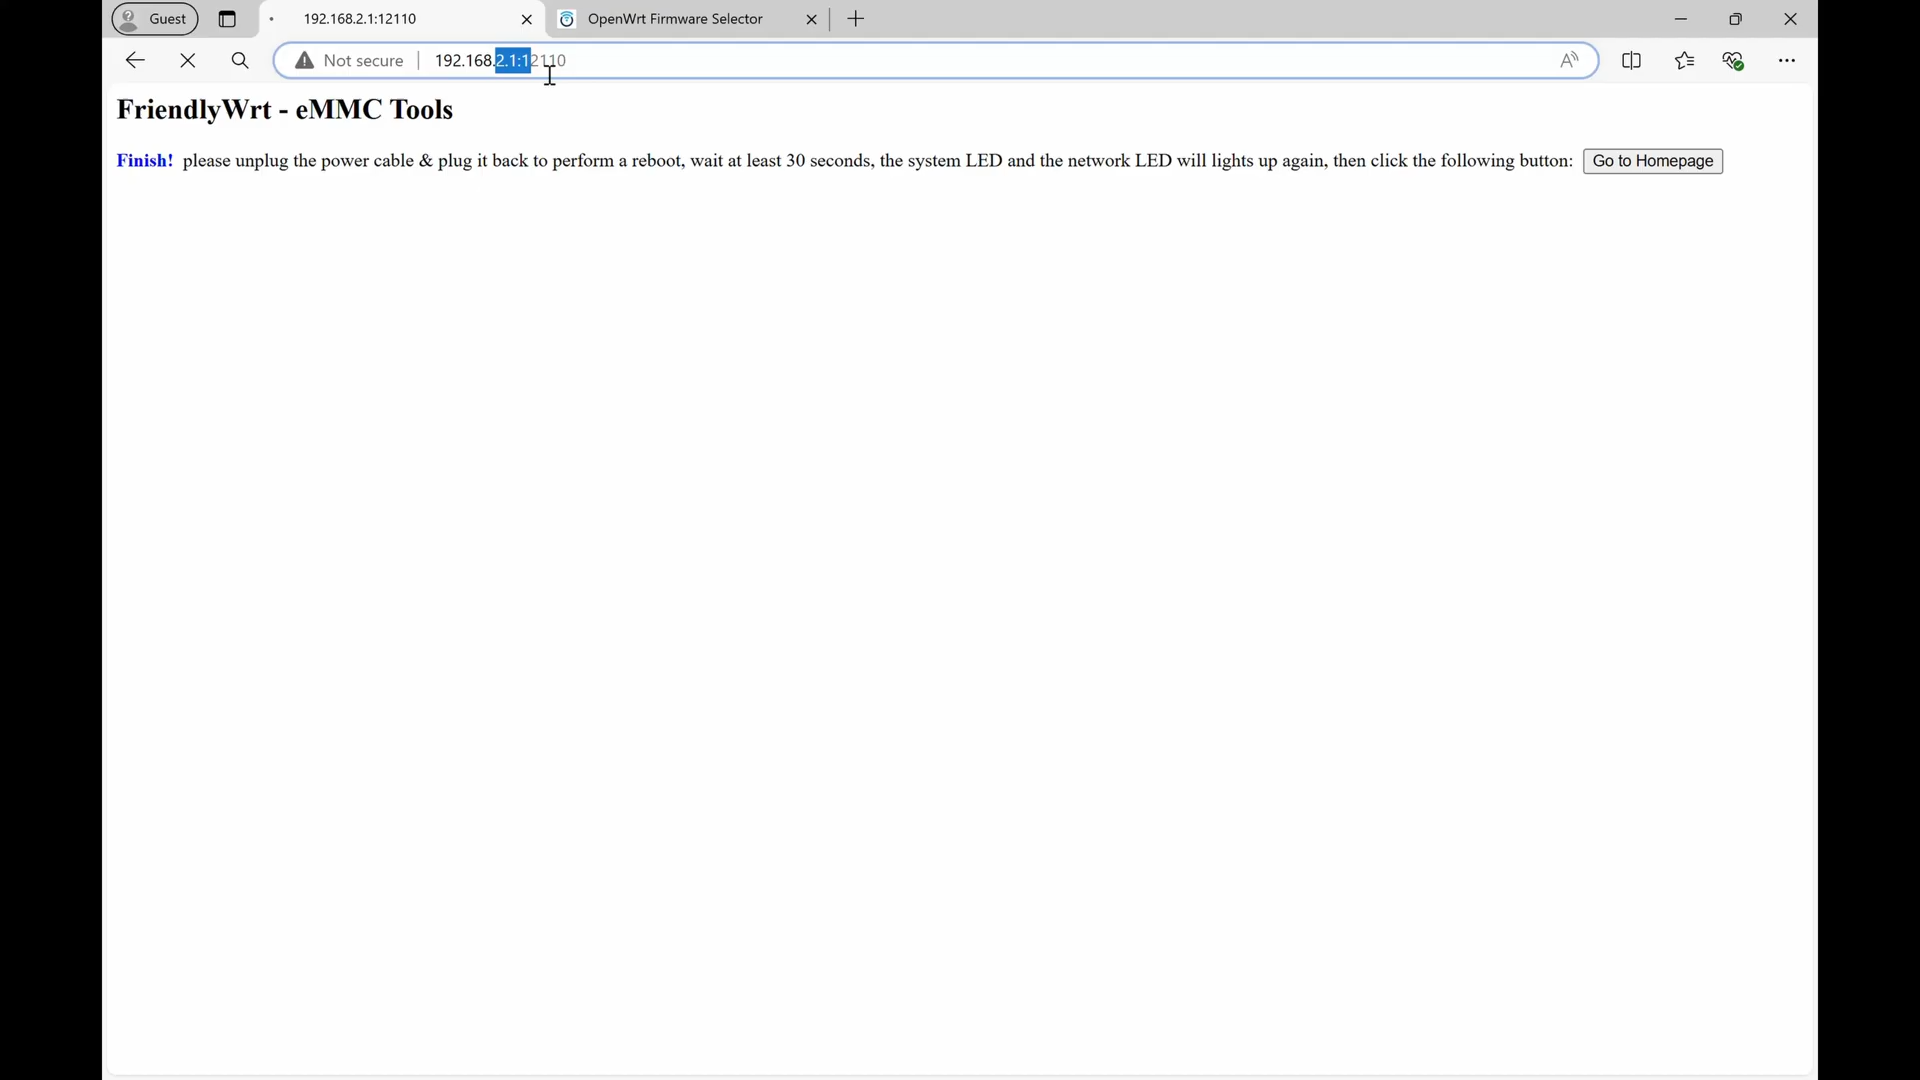 Guest
192.168.2.1:12110
OpenWrt Firmware Selector
Not secure
192.168.2.1:12110
FriendlyWrt - eMMC Tools
Finish! please unplug the power cable & plug it back to perform a reboot, wait at least 30 seconds, the system LED and the network LED will lights up again, then click the following button: Go to Homepage